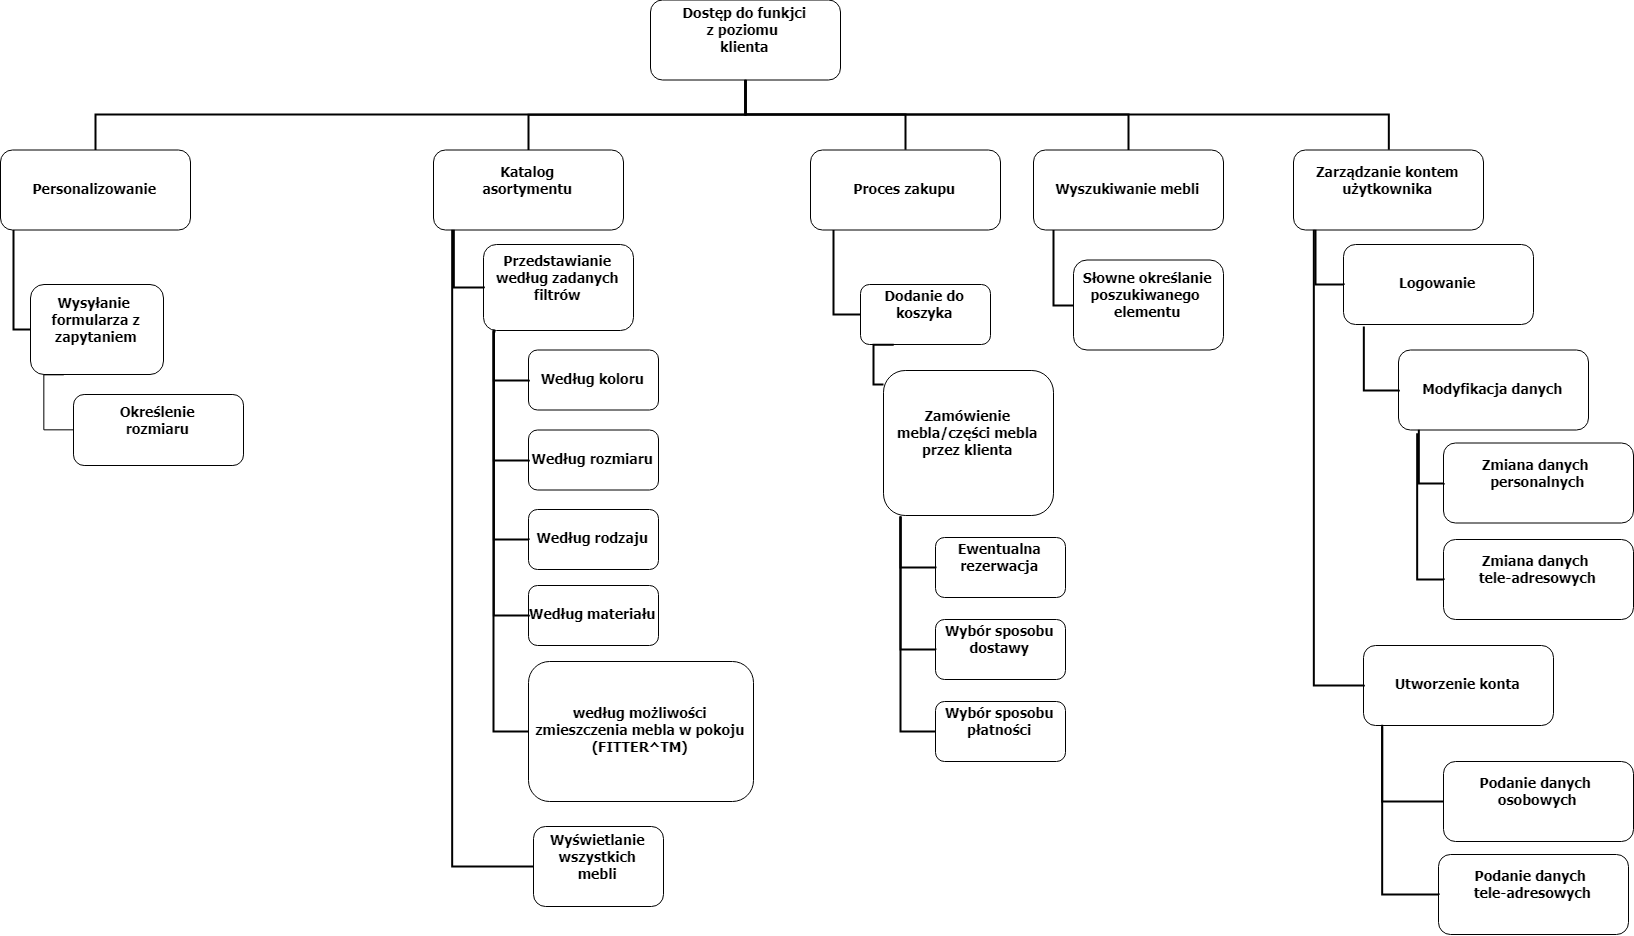 Dostęp do funkjci
z poziomu
klienta
Personalizowanie
Wysyłanie
formularza z
zapytaniem
Określenie
rozmiaru
Katalog
asortymentu
Przedstawianie
według zadanych
filtrów
Według koloru
Według rozmiaru
Według rodzaju
Według materiału
według możliwości
zmieszczenia mebla w pokoju
(FITTER^TM)
Wyświetlanie
wszystkich
mebli
Proces zakupu
Dodanie do
koszyka
Zamówienie
mebla/części mebla
przez klienta
Ewentualna
rezerwacja
Wybór sposobu
dostawy
Wybór sposobu
płatności
Wyszukiwanie mebli
Słowne określanie
poszukiwanego
elementu
Zarządzanie kontem
użytkownika
Logowanie
Modyfikacja danych
Zmiana danych
personalnych
Zmiana danych
tele-adresowych
Utworzenie konta
Podanie danych
osobowych
Podanie danych
tele-adresowych